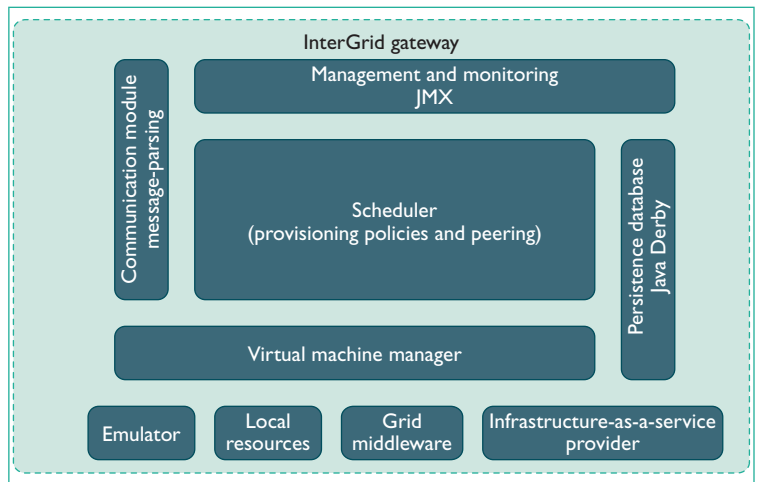 InterGrid gateway
Communication module
message-parsing
Management and monitoring
JMX
Scheduler
(provisioning policies and peering)
Persistence database
Java Derby
Virtual machine manager
Emulator
Local
resources
Grid
middleware
Infrastructure-as-a-service
provider